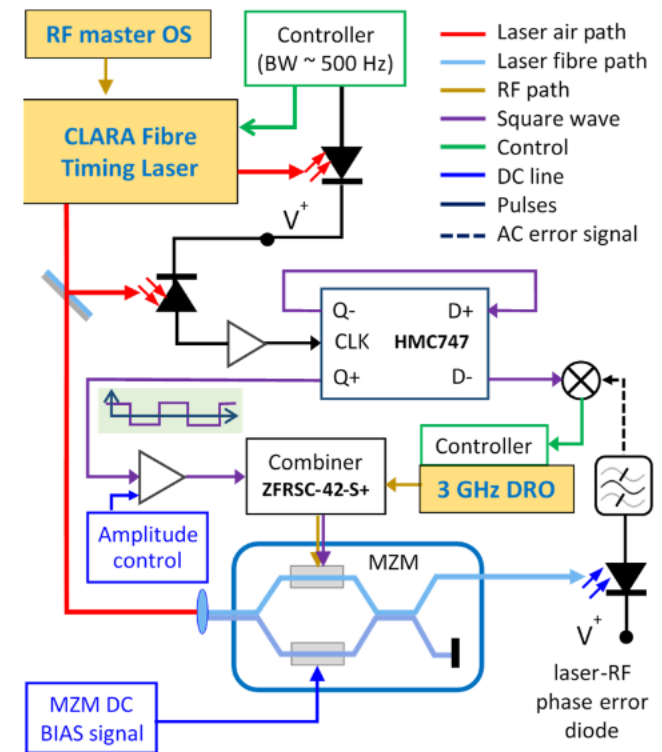 RF master OS
Controller
(BW ~ 500 Hz)
Laser air path
Laser fibre path
RF path
Square wave
Control
DC line
Pulses
AC error signal
CLARA Fibre
Timing Laser
V+
Q-
D+
CLK
HMC747
Q+
D-
Combiner
ZFRSC-42-S+
Controller
3 GHz DRO
Amplitude
control
MZM
V+
laser-RF
phase error
diode
MZM DC
BIAS signal